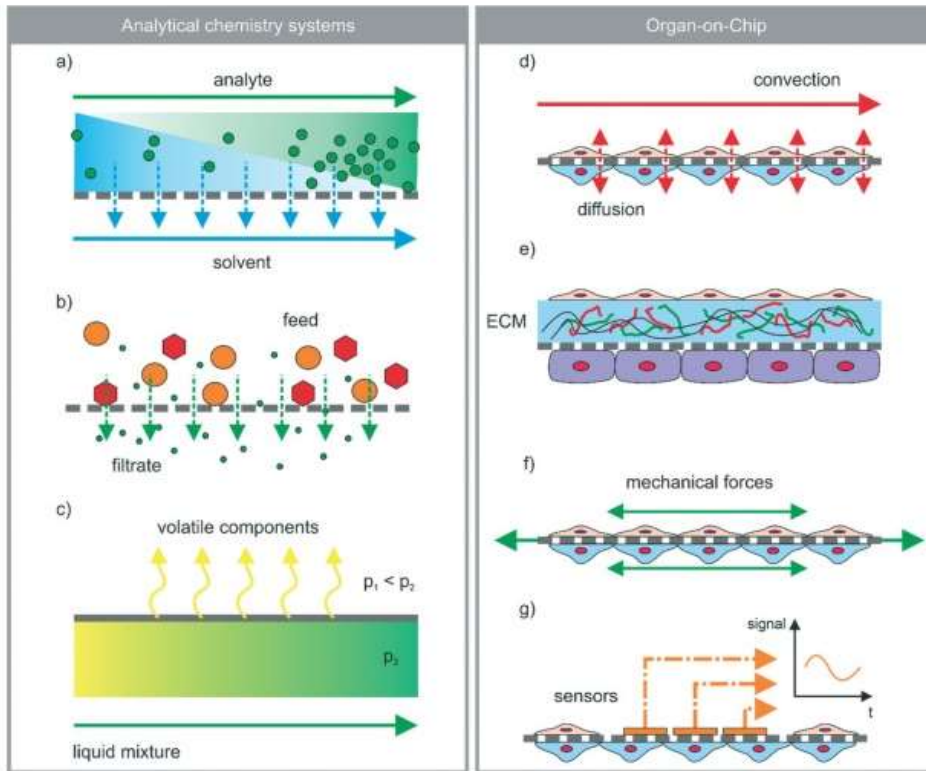 Analytical chemistry systems
a)
analyte
solvent
b)
feed
filtrate
c)
volatile components
p₁ < p₂
p₂
liquid mixture
Organ-on-Chip
d)
convection
diffusion
e)
ECM
f)
mechanical forces
g)
signal
sensors
t